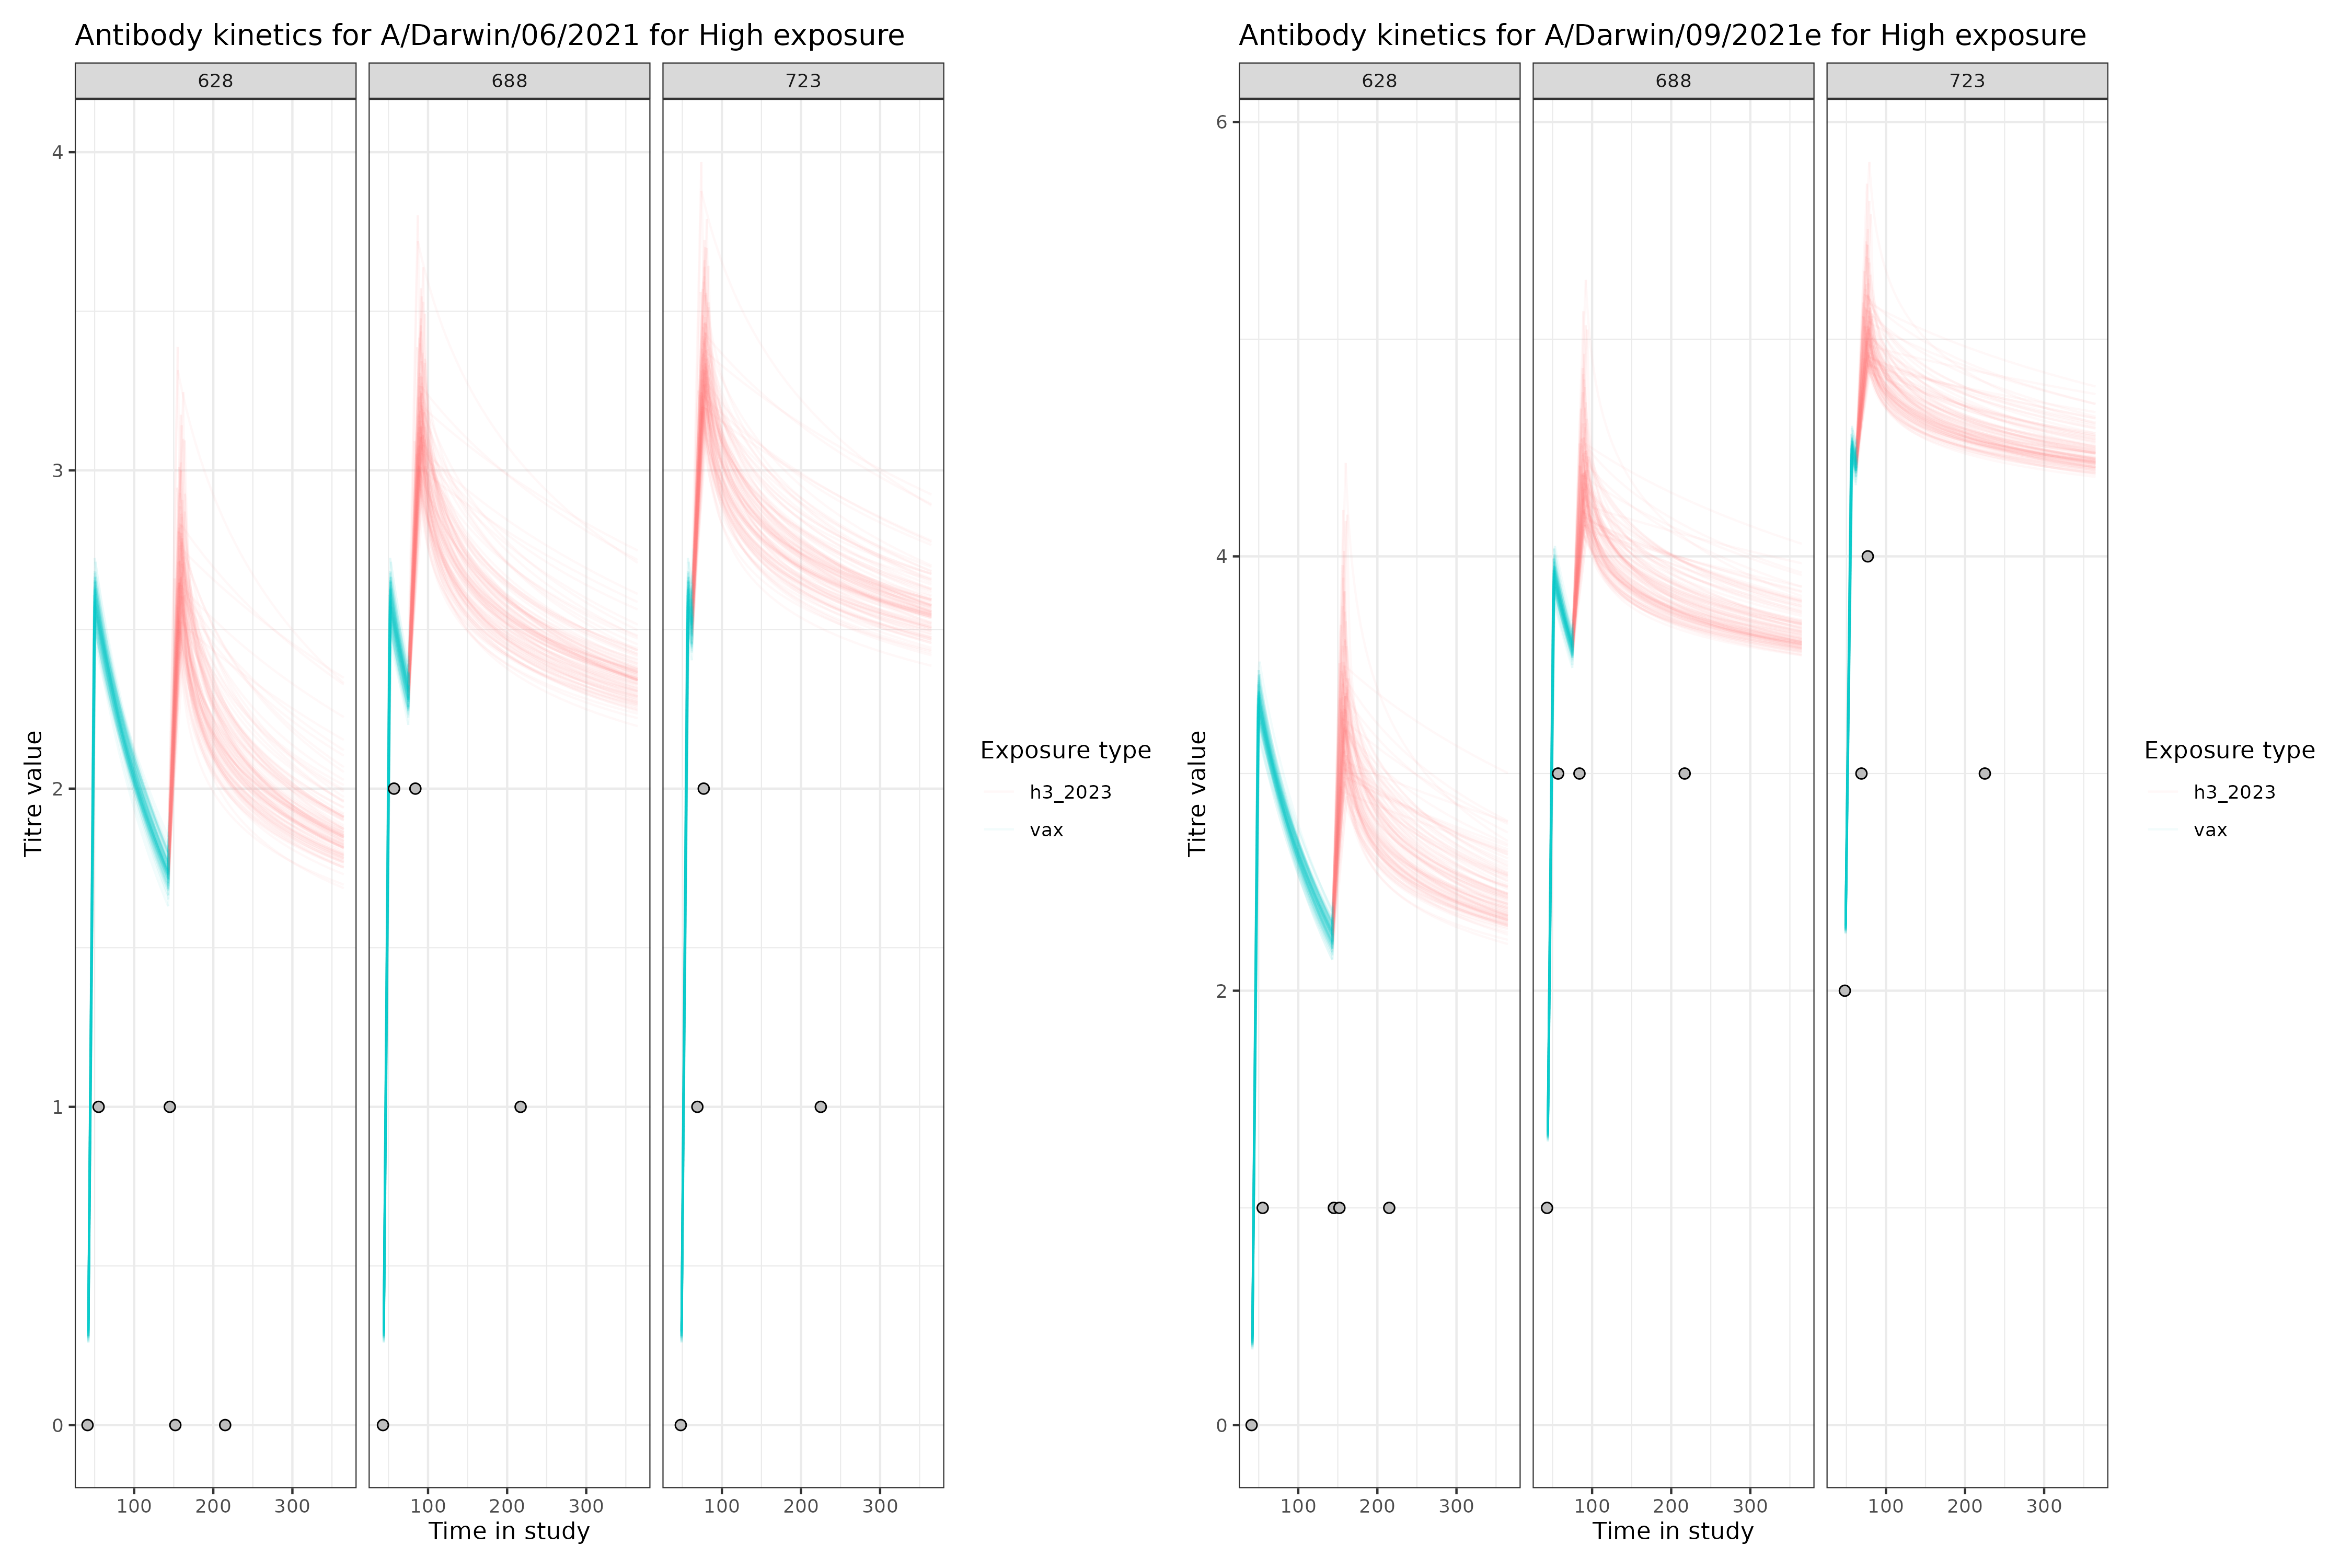 Antibody kinetics for A/Darwin/06/2021 for High exposure
628 688 723
4
3
2
1
0
Titre value
100 200 300 100 200 300 100 200 300
Time in study
Exposure type
h3_2023
vax
Antibody kinetics for A/Darwin/09/2021e for High exposure
628 688 723
6
4
2
0
Titre value
100 200 300 100 200 300 100 200 300
Time in study
Exposure type
h3_2023
vax